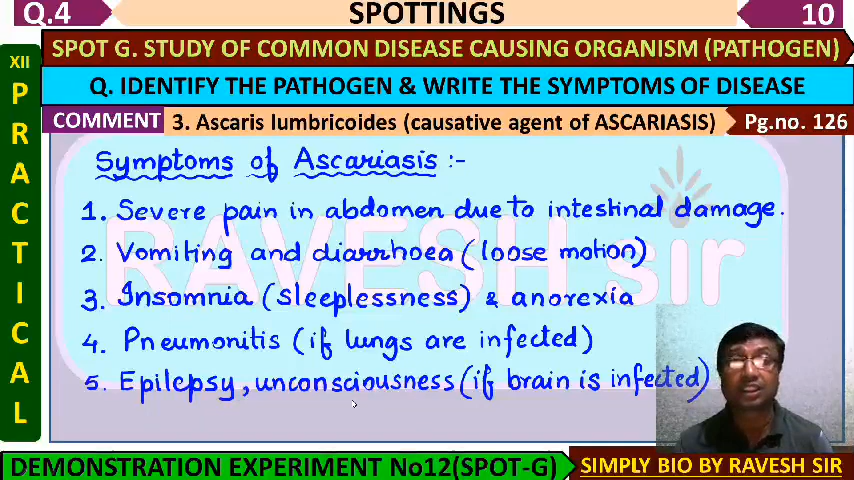 Q.4 SPOTTINGS 10
SPOT G. STUDY OF COMMON DISEASE CAUSING ORGANISM (PATHOGEN)
Q. IDENTIFY THE PATHOGEN & WRITE THE SYMPTOMS OF DISEASE
COMMENT 3. Ascaris lumbricoides (causative agent of ASCARIASIS) Pg.no. 126
XII
PRACTICAL
Symptoms of Ascariasis :-
1. Severe pain in abdomen due to intestinal damage.
2. Vomiting and diarrhoea (loose motion)
3. Insomnia (sleeplessness) & anorexia
4. Pneumonitis (if lungs are infected)
5. Epilepsy, unconsciousness (if brain is infected)
RAVESH sir
DEMONSTRATION EXPERIMENT No12(SPOT-G) SIMPLY BIO BY RAVESH SIR